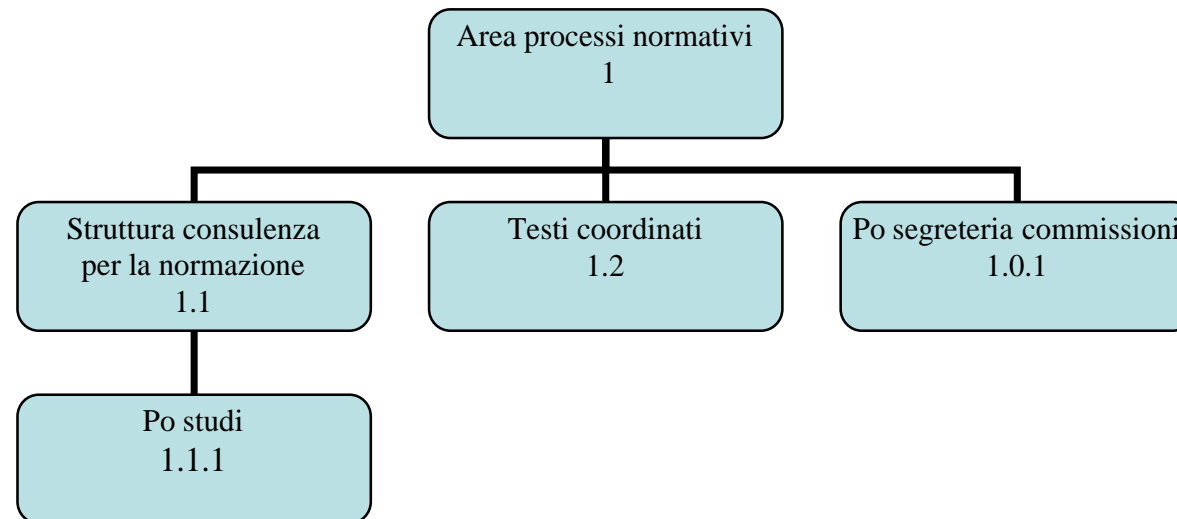 Area processi normativi
1
Struttura consulenza
per la normazione
1.1
Testi coordinati
1.2
Po segreteria commissioni
1.0.1
Po studi
1.1.1